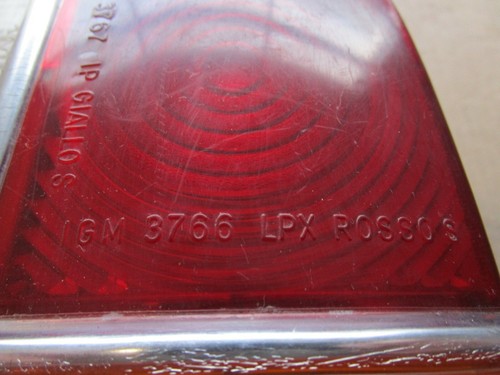 3767 IP GIALLO S
IGM 3766 LPX ROSSO S